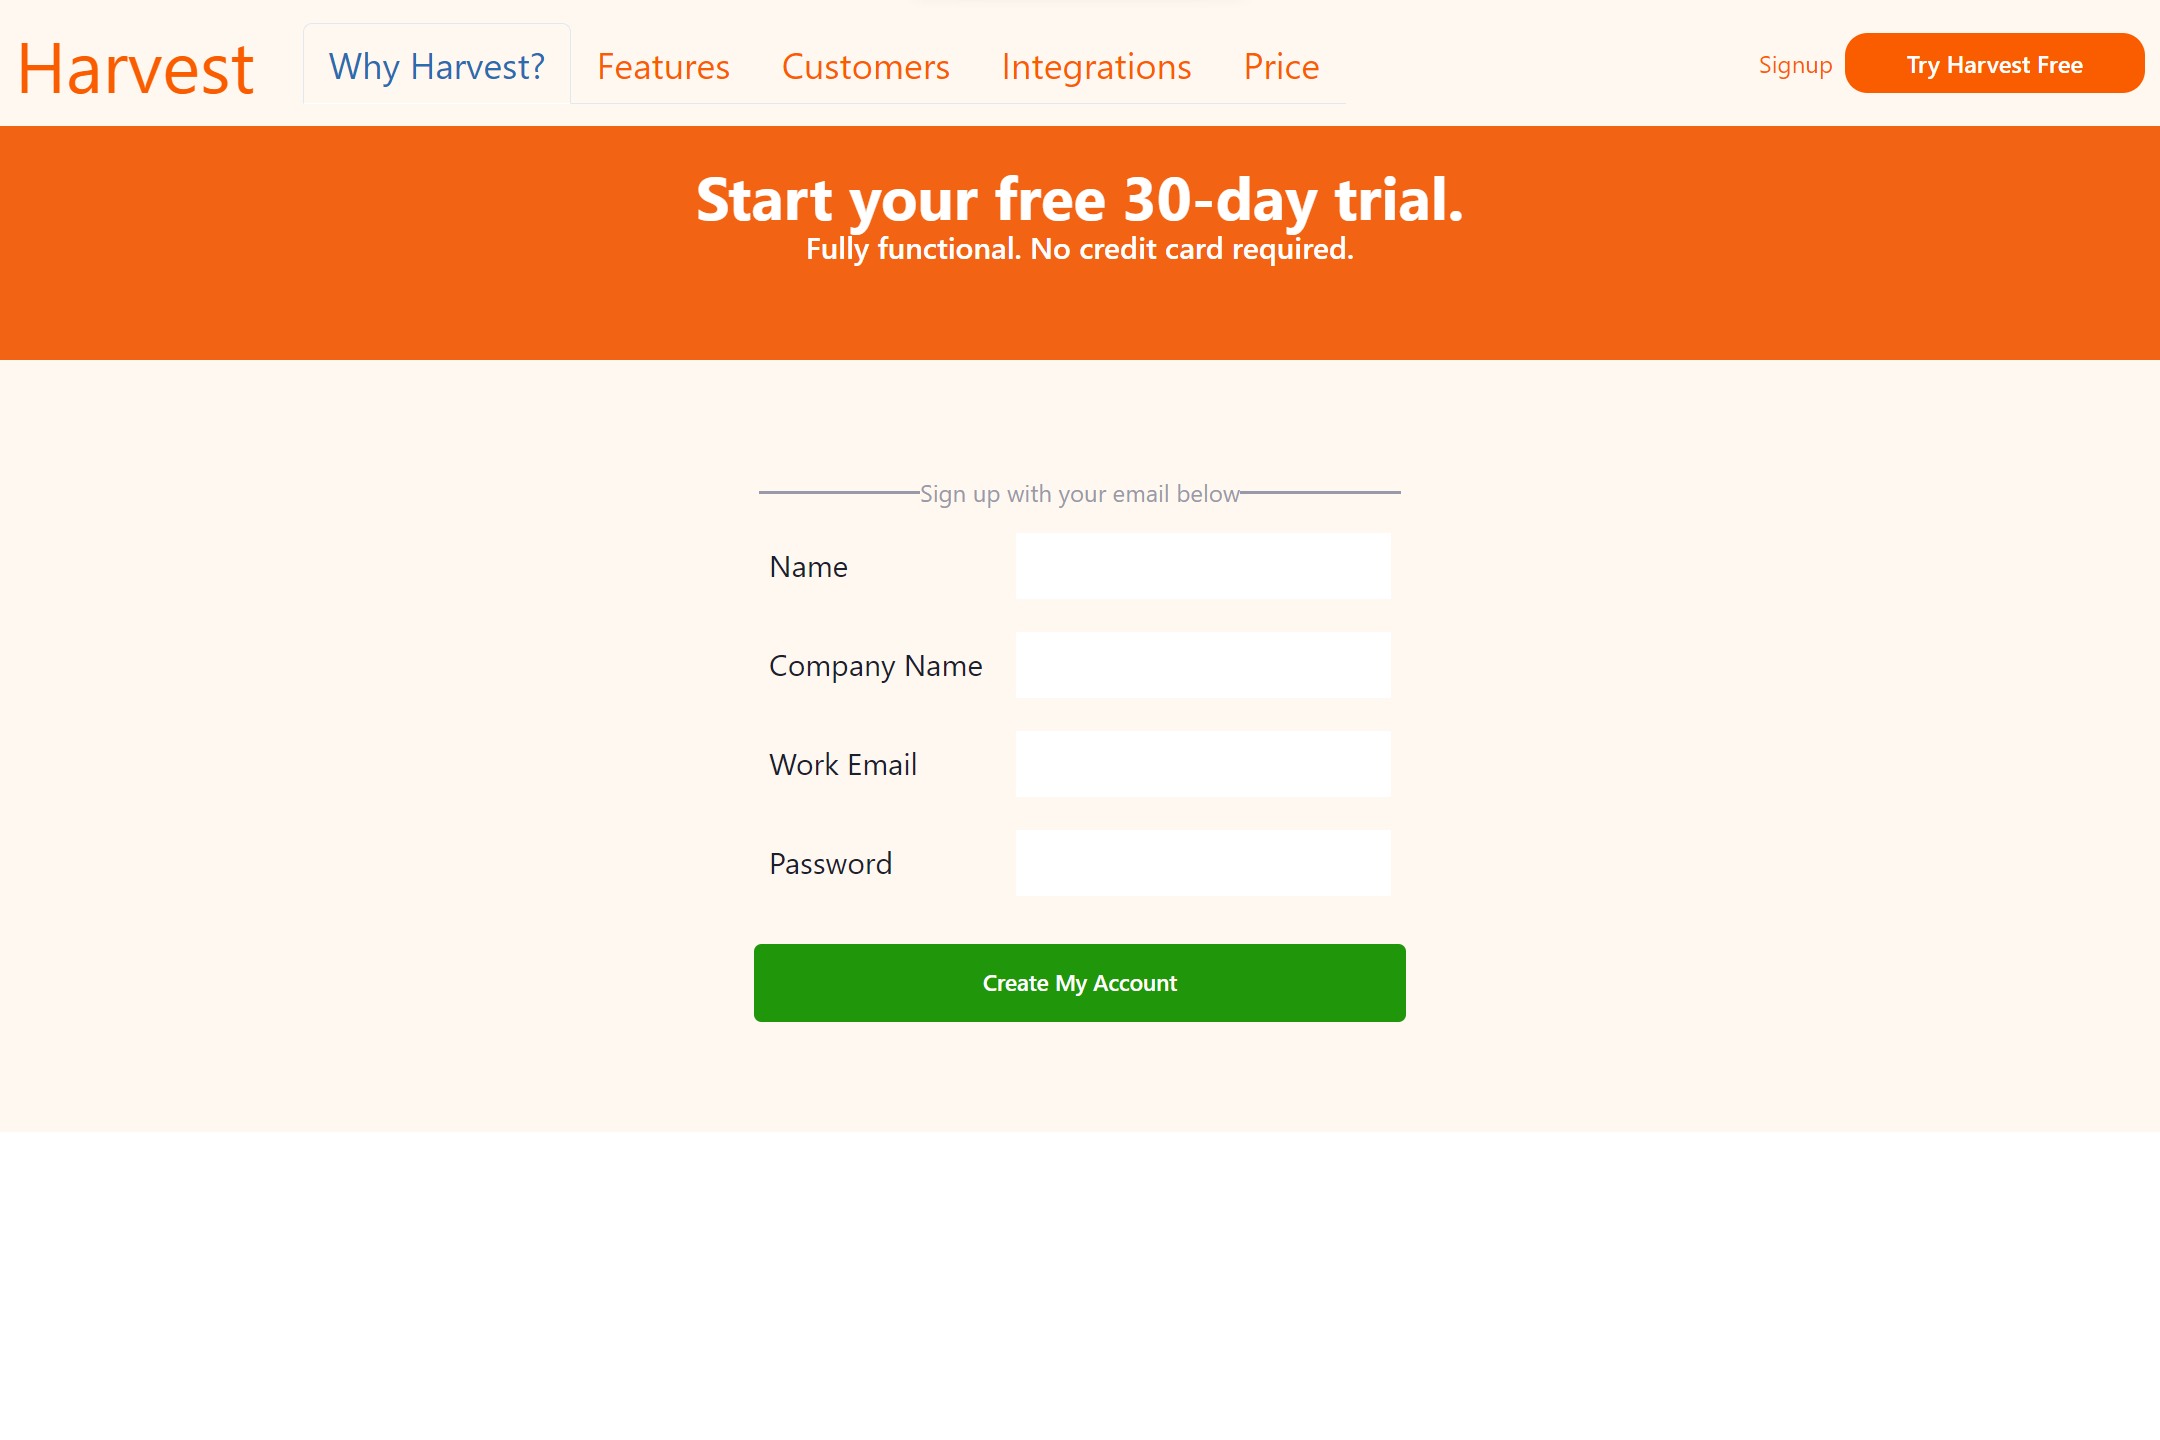 Harvest
Why Harvest?
Features
Customers
Integrations
Price
Signup
Try Harvest Free
Start your free 30-day trial.
Fully functional. No credit card required.
Sign up with your email below
Name
Company Name
Work Email
Password
Create My Account